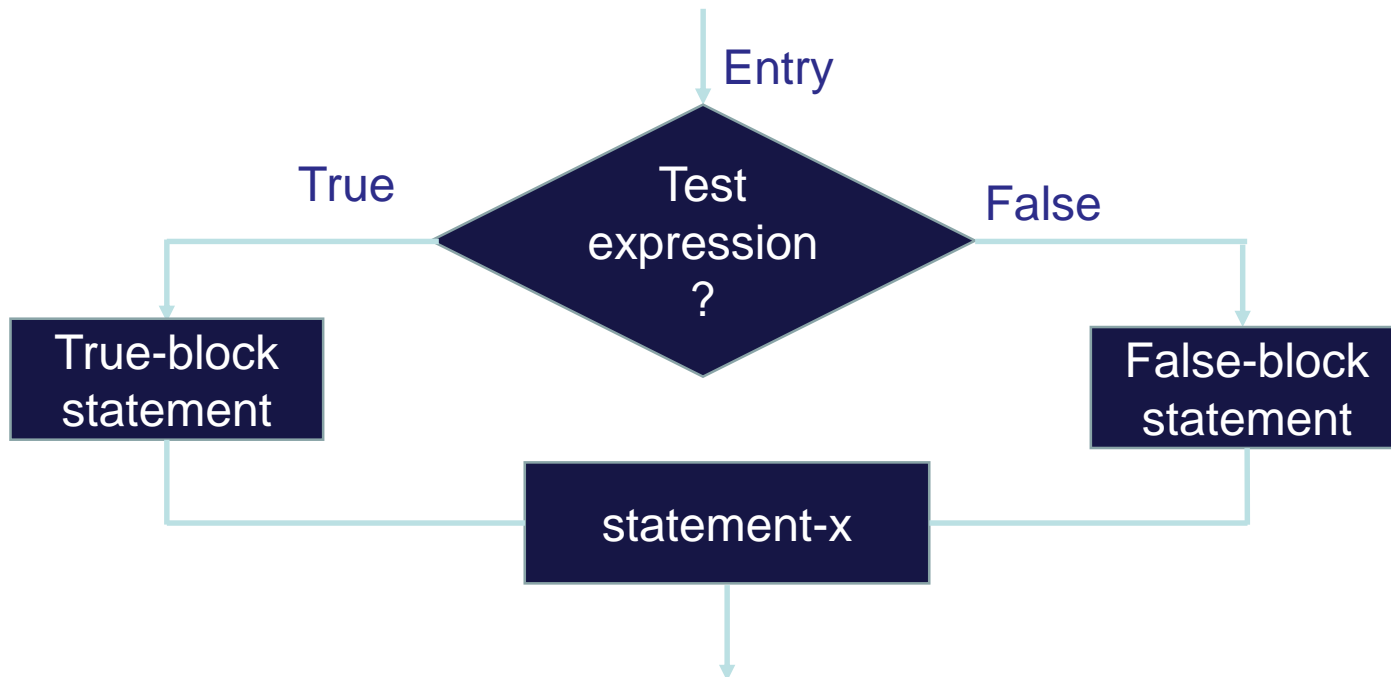 Entry
True
Test
expression
?
False
True-block
statement
False-block
statement
statement-x